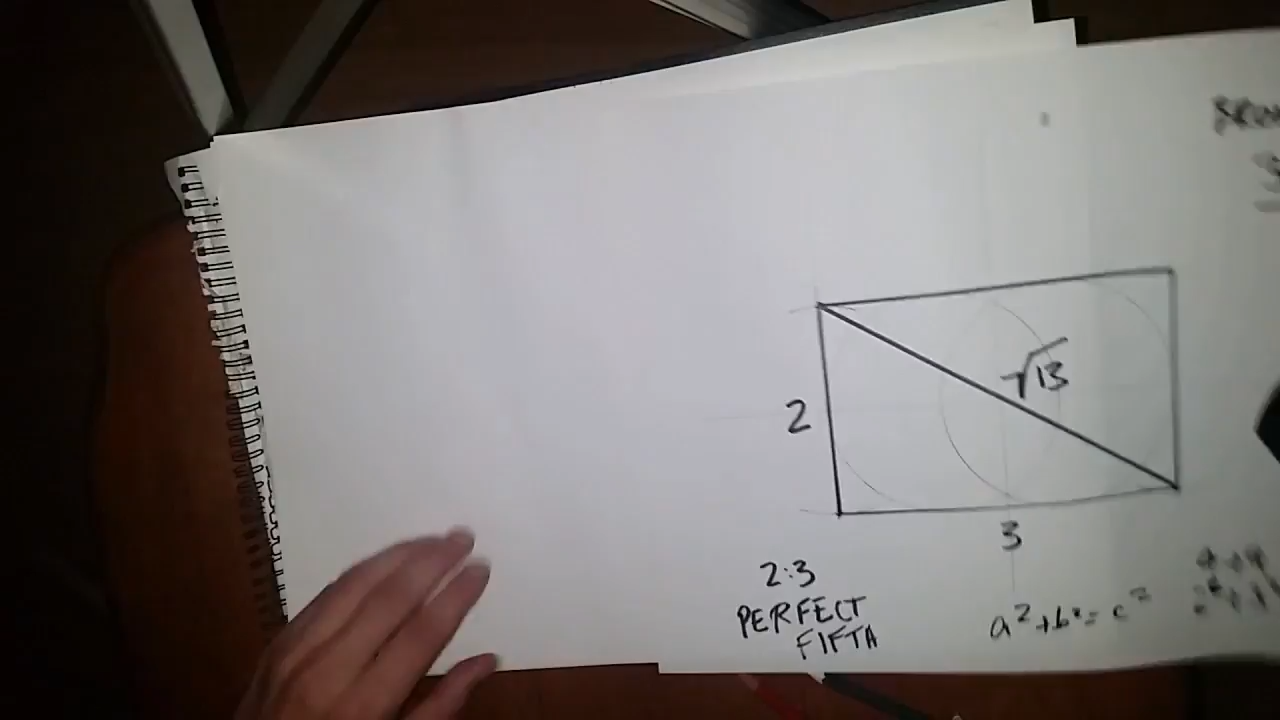 √13
2
3
2:3
PERFECT
FIFTH
a²+b²=c²